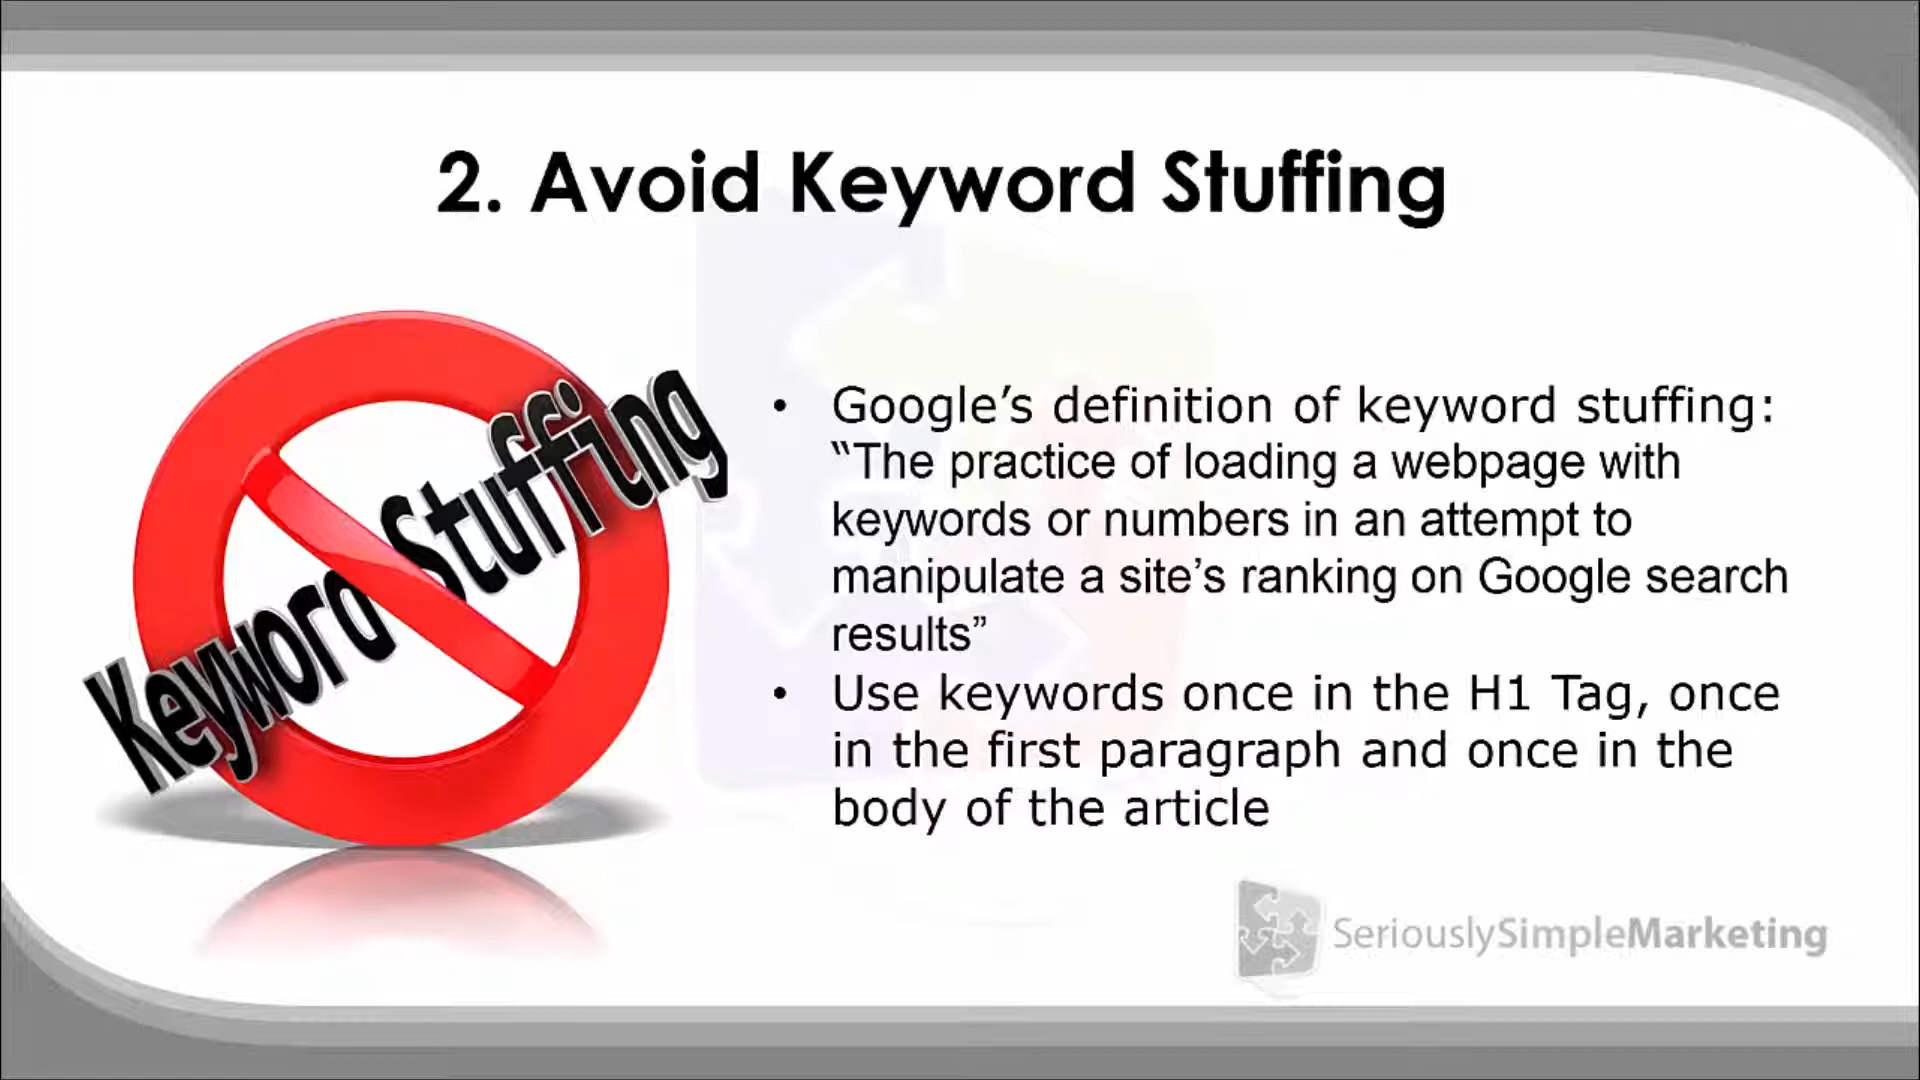 2. Avoid Keyword Stuffing
Keyword Stuffing
• Google’s definition of keyword stuffing:
“The practice of loading a webpage with
keywords or numbers in an attempt to
manipulate a site’s ranking on Google search
results”
• Use keywords once in the H1 Tag, once
in the first paragraph and once in the
body of the article
SeriouslySimpleMarketing